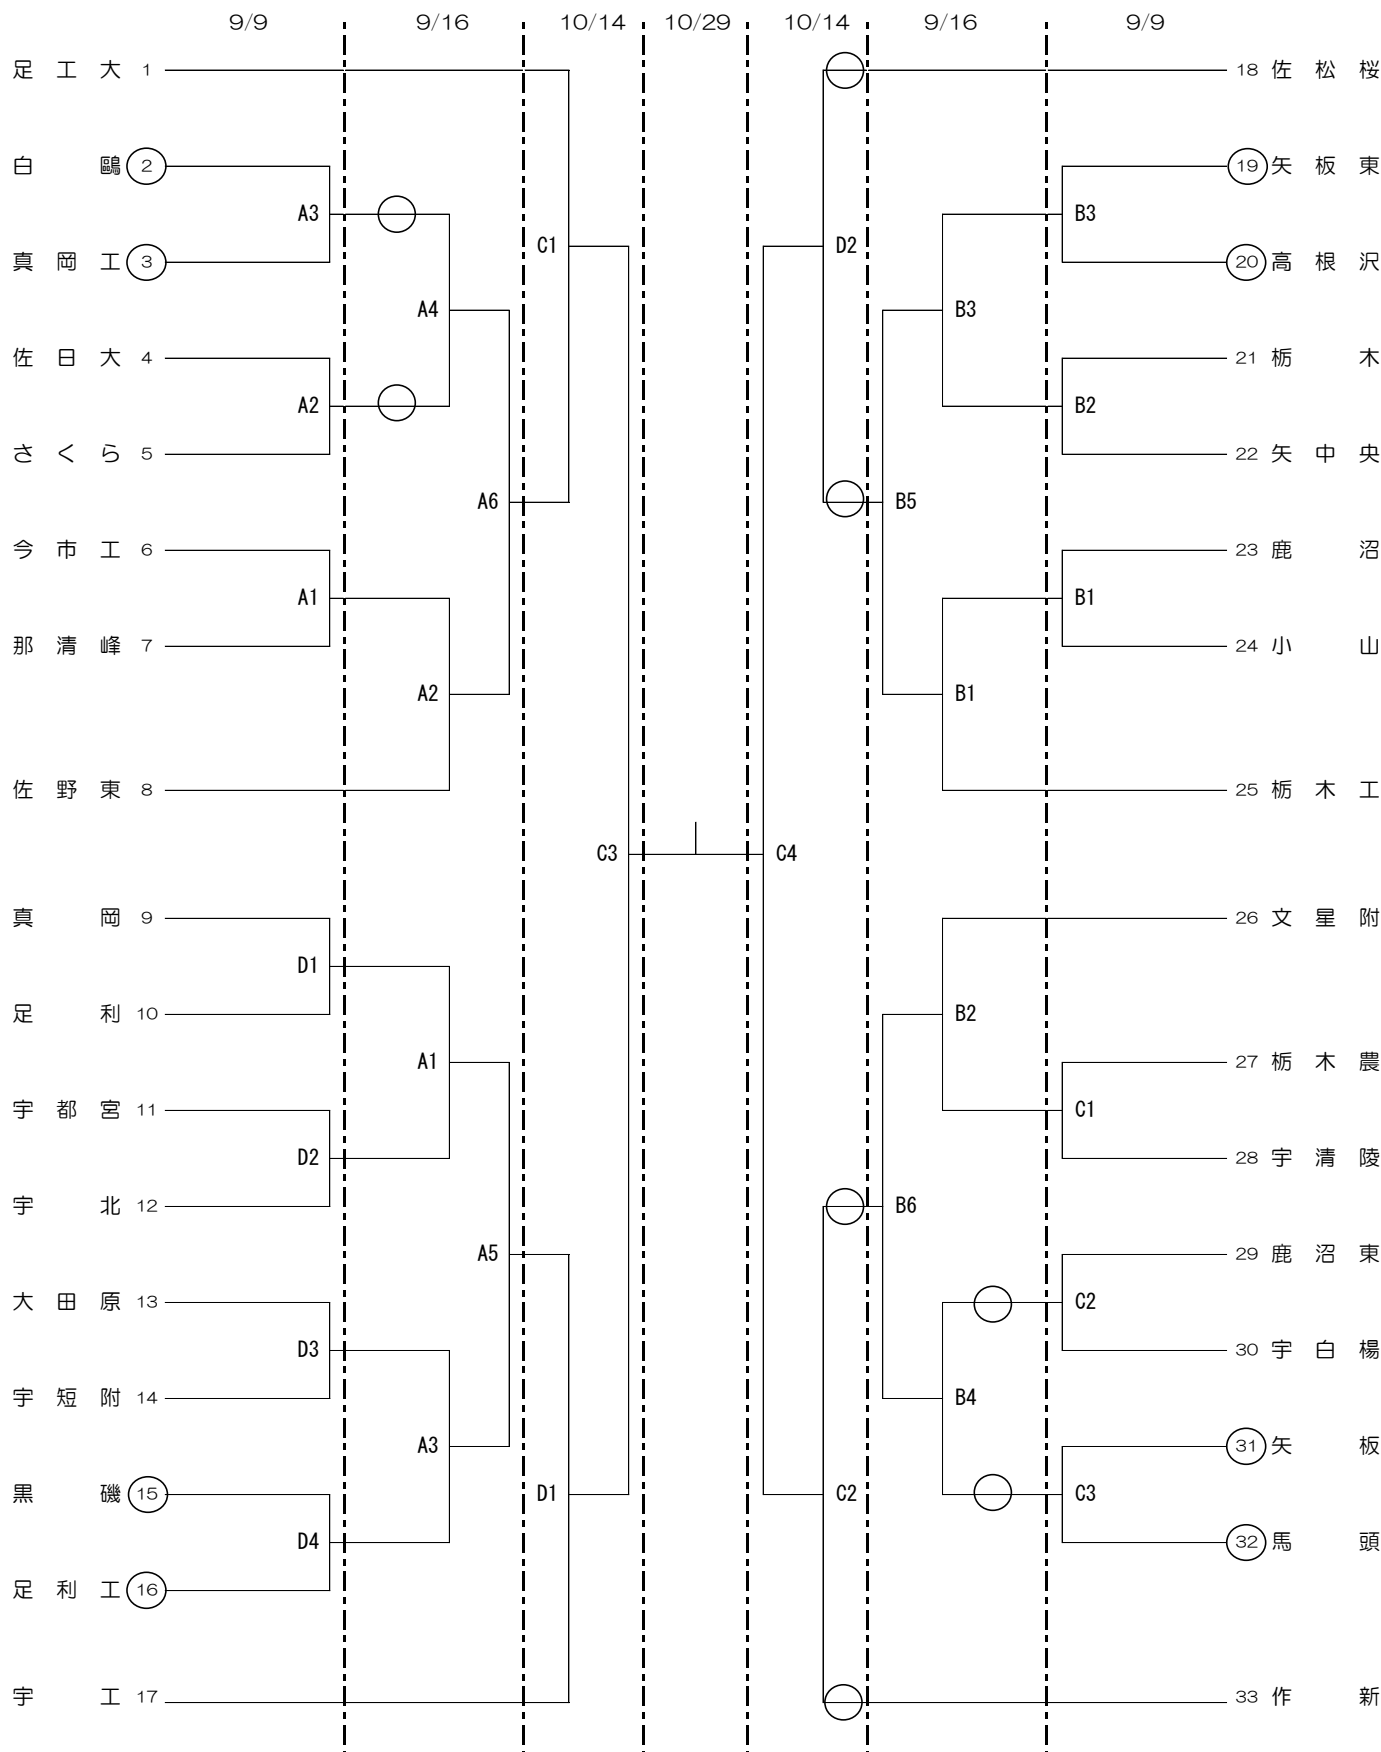 9/9 9/16 10/14 10/29 10/14 9/16 9/9
足工大 1 18 佐松桜
白鷗 2 19 矢板東
A3 B3
C1 D2
真岡工 3 20 高根沢
A4 B3
佐日大 4 21 栃木
A2 B2
さくら 5 22 矢中央
A6 B5
今市工 6 23 鹿沼
A1 B1
那清峰 7 24 小山
A2 B1
佐野東 8 25 栃木工
C3 C4
真岡 9 26 文星附
D1
足利 10 B2
A1 27 栃木農
宇都宮 11 C1
D2 28 宇清陵
宇北 12 B6
A5 29 鹿沼東
大田原 13 C2
D3 30 宇白楊
宇短附 14 B4
A3 31 矢板
黒磯 15 D1 C2 C3
D4 32 馬頭
足利工 16
宇工 17 33 作新